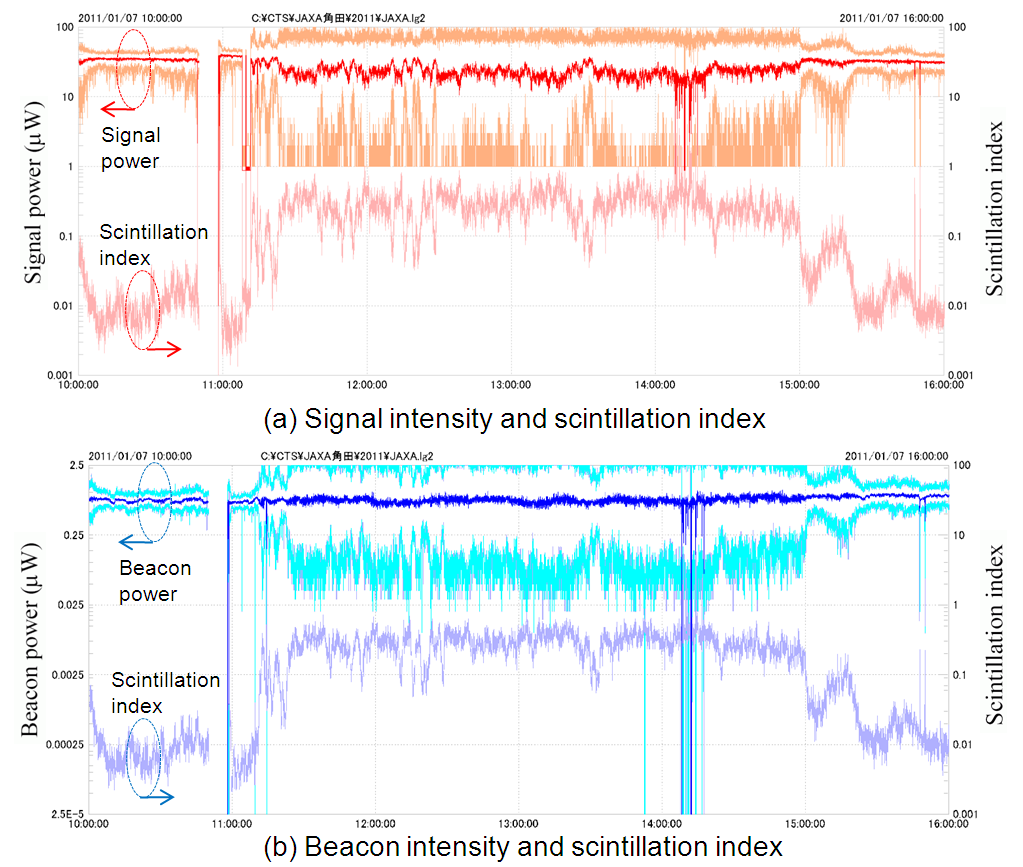 2011/01/07 10:00:00 C:¥CTS¥JAXA角田¥2011¥JAXA.lg2 2011/01/07 16:00:00
100 100
10 10
Signal
power
1 1
Signal power (μW)
Scintillation index
Scintillation
index
0.1 0.1
0.01 0.01
0.001 0.001
10:00:00 11:00:00 12:00:00 13:00:00 14:00:00 15:00:00 16:00:00
(a) Signal intensity and scintillation index
2011/01/07 10:00:00 C:¥CTS¥JAXA角田¥2011¥JAXA.lg2 2011/01/07 16:00:00
2.5 100
0.25 10
Beacon
power
0.025 1
Beacon power (μW)
Scintillation index
0.0025 0.1
Scintillation
index
0.00025 0.01
2.5E-5 0.001
10:00:00 11:00:00 12:00:00 13:00:00 14:00:00 15:00:00 16:00:00
(b) Beacon intensity and scintillation index